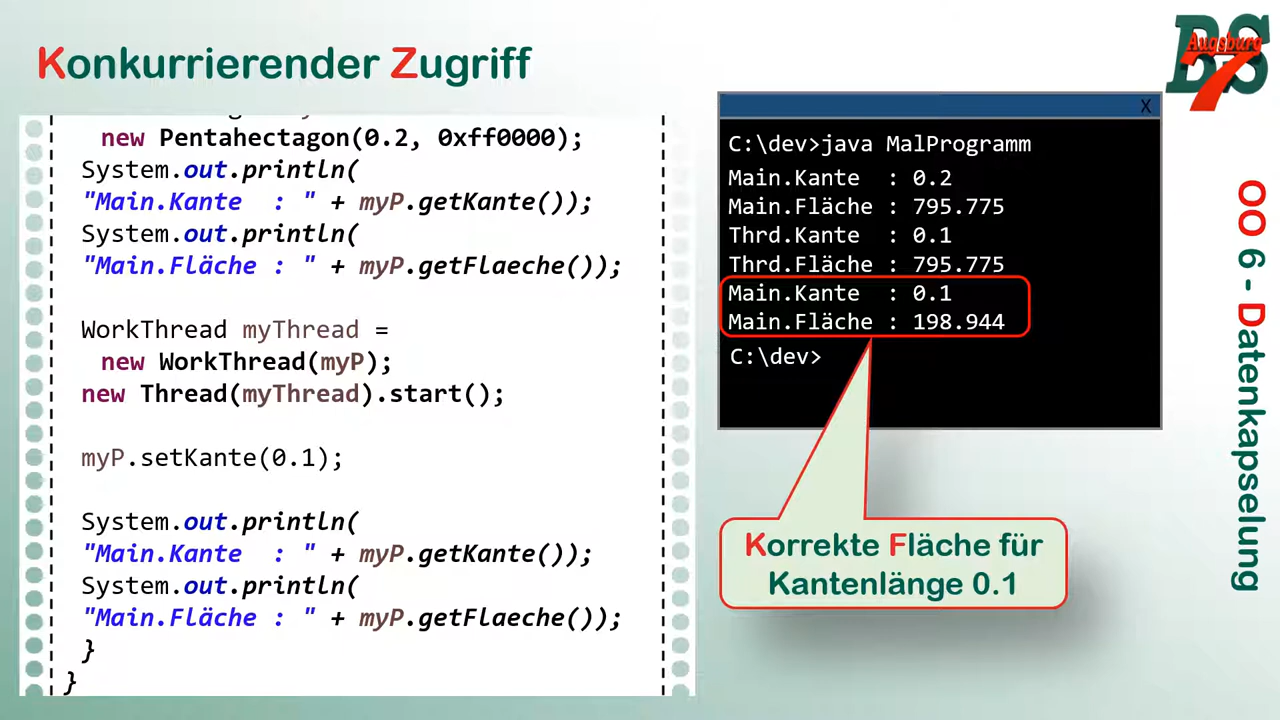 Konkurrierender Zugriff
new Pentahectagon(0.2, 0xff0000);
System.out.println(
"Main.Kante  : " + myP.getKante());
System.out.println(
"Main.Fläche : " + myP.getFlaeche());
WorkThread myThread =
new WorkThread(myP);
new Thread(myThread).start();
myP.setKante(0.1);
System.out.println(
"Main.Kante  : " + myP.getKante());
System.out.println(
"Main.Fläche : " + myP.getFlaeche());
}
}
X
C:\dev>java MalProgramm
Main.Kante  : 0.2
Main.Fläche : 795.775
Thrd.Kante  : 0.1
Thrd.Fläche : 795.775
Main.Kante  : 0.1
Main.Fläche : 198.944
C:\dev>
Korrekte Fläche für
Kantenlänge 0.1
BS
Augsburg
7
OO 6 - Datenkapselung